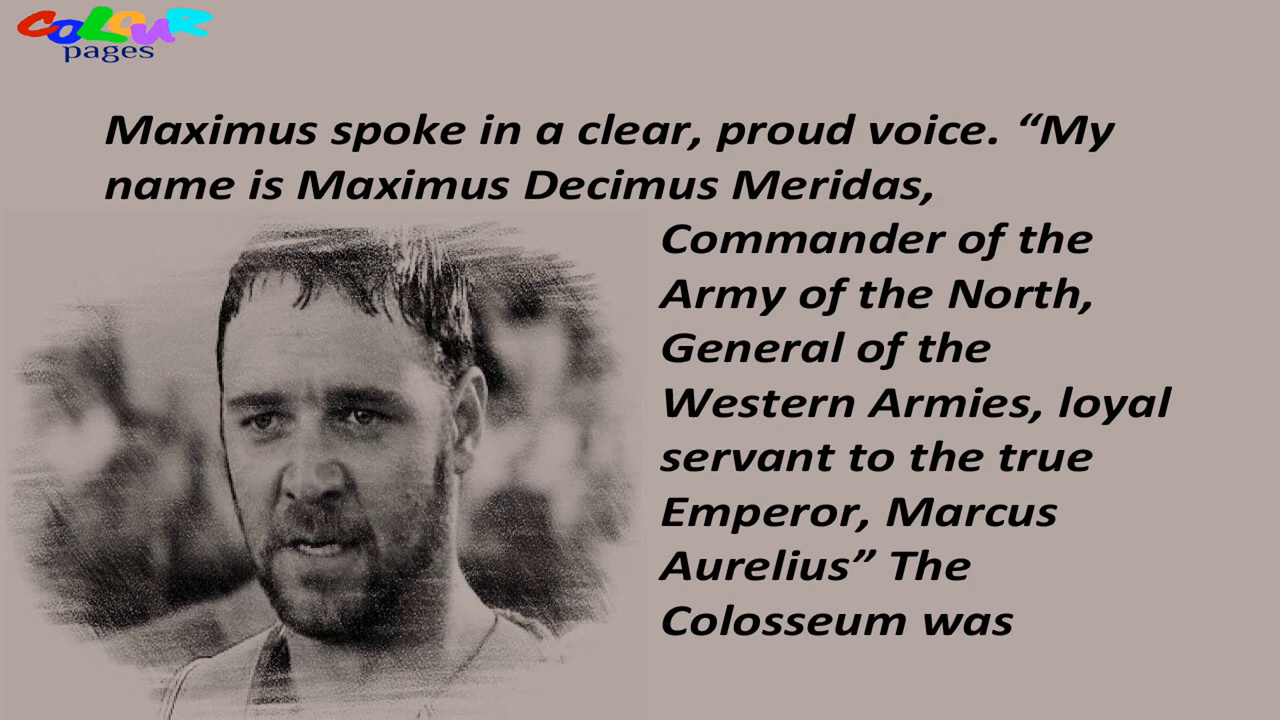 COLOUR
pages
Maximus spoke in a clear, proud voice. “My
name is Maximus Decimus Meridas,
Commander of the
Army of the North,
General of the
Western Armies, loyal
servant to the true
Emperor, Marcus
Aurelius” The
Colosseum was